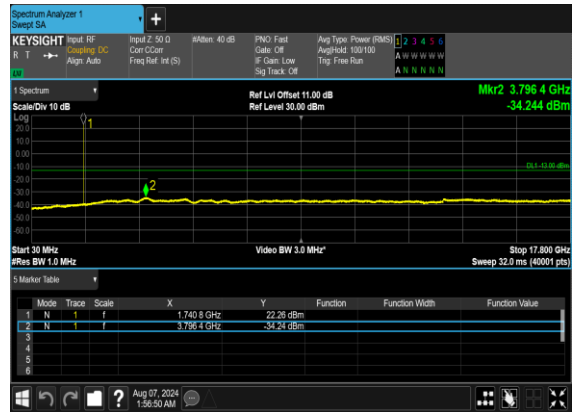 Spectrum Analyzer 1
Swept SA
+
KEYSIGHT Input: RF Input Z: 50 Ω #Atten: 40 dB PNO: Fast Avg Type: Power (RMS) 1 2 3 4 5 6
R T Coupling: DC Corr CCorr Gate: Off Avg|Hold: 100/100 A W W W W W
Align: Auto Freq Ref: Int (S) IF Gain: Low Trig: Free Run A N N N N N
Sig Track: Off
1 Spectrum Ref Lvl Offset 11.00 dB Mkr2 3.796 4 GHz
Scale/Div 10 dB Ref Level 30.00 dBm -34.244 dBm
Log
1
20.0
10.0
0.00
-10.0 DL1 -13.00 dBm
-20.0
2
-30.0
-40.0
-50.0
-60.0
Start 30 MHz Video BW 3.0 MHz* Stop 17.800 GHz
#Res BW 1.0 MHz Sweep 32.0 ms (40001 pts)
5 Marker Table
Mode Trace Scale X Y Function Function Width Function Value
1 N 1 f 1.740 8 GHz 22.26 dBm
2 N 1 f 3.796 4 GHz -34.24 dBm
3
4
5
6
? Aug 07, 2024
1:56:50 AM